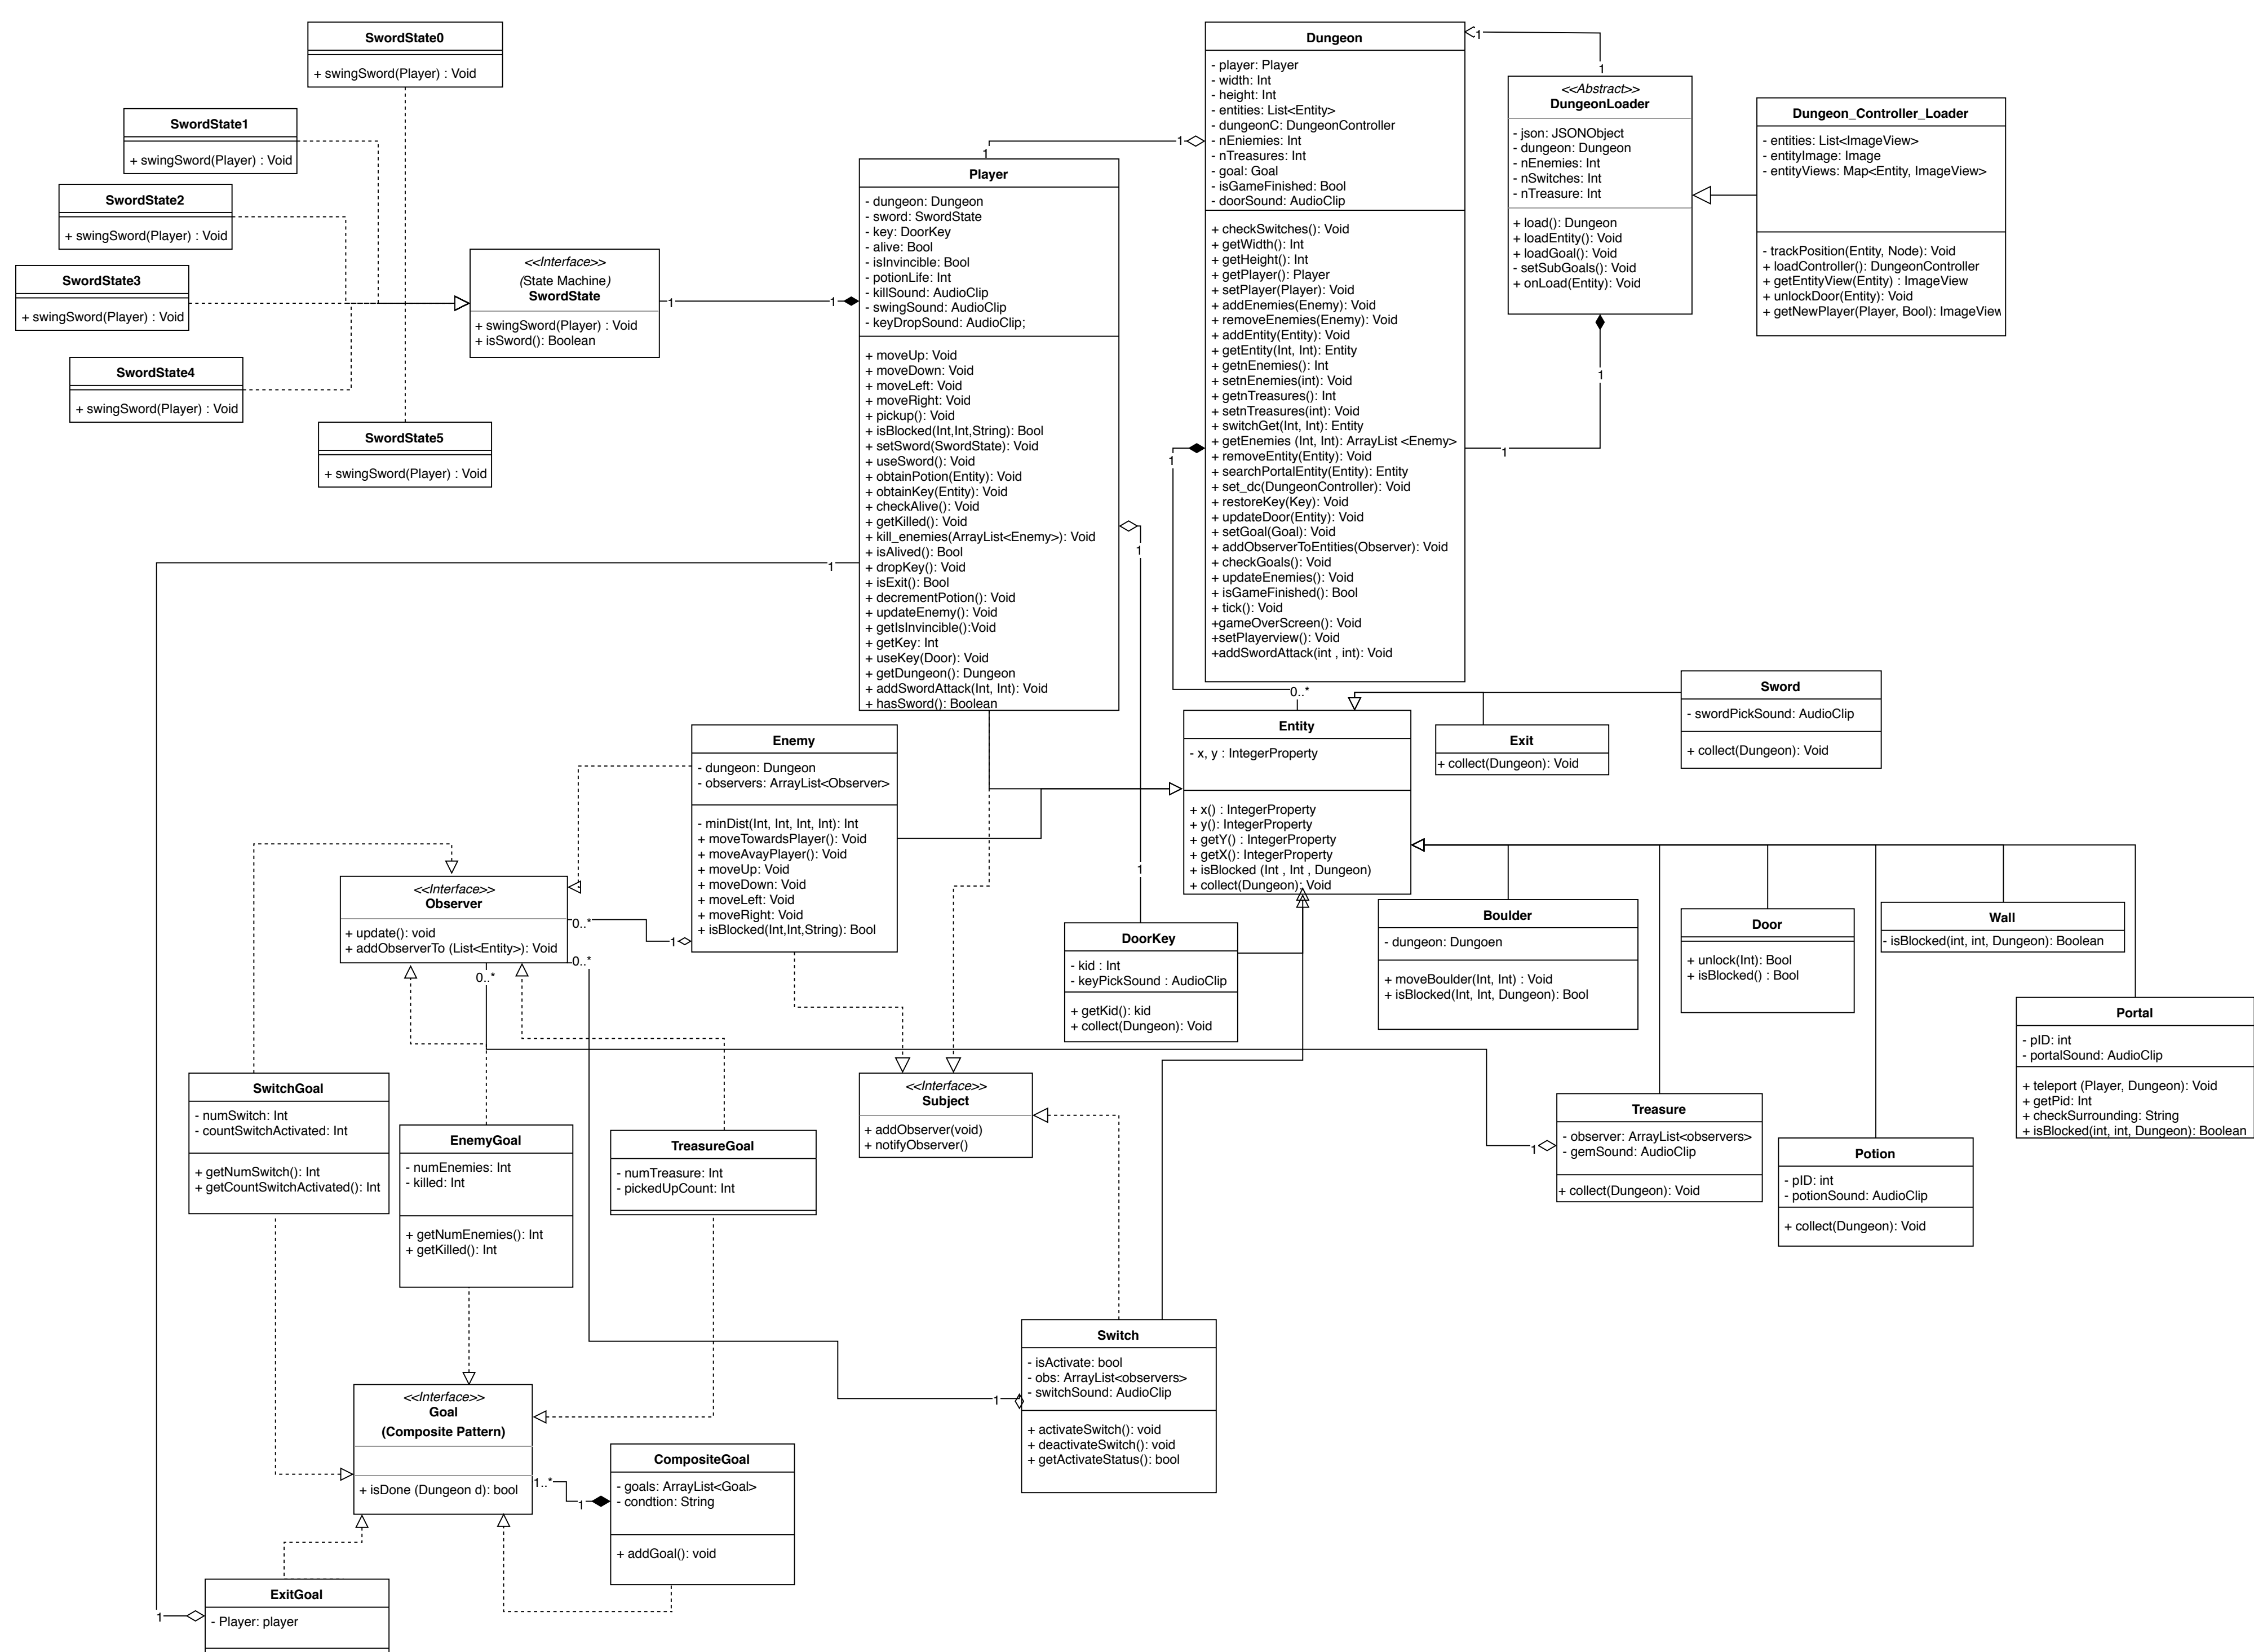 SwordState0
+ swingSword(Player) : Void
SwordState1
+ swingSword(Player) : Void
SwordState2
+ swingSword(Player) : Void
SwordState3
+ swingSword(Player) : Void
SwordState4
+ swingSword(Player) : Void
SwordState5
+ swingSword(Player) : Void
<<Interface>>
(State Machine)
SwordState
+ swingSword(Player) : Void
+ isSword(): Boolean
1
1
Player
- dungeon: Dungeon
- sword: SwordState
- key: DoorKey
- alive: Bool
- isInvincible: Bool
- potionLife: Int
- killSound: AudioClip
- swingSound: AudioClip
- keyDropSound: AudioClip;
+ moveUp: Void
+ moveDown: Void
+ moveLeft: Void
+ moveRight: Void
+ pickup(): Void
+ isBlocked(Int,Int,String): Bool
+ setSword(SwordState): Void
+ useSword(): Void
+ obtainPotion(Entity): Void
+ obtainKey(Entity): Void
+ checkAlive(): Void
+ getKilled(): Void
+ kill_enemies(ArrayList<Enemy>): Void
+ isAlived(): Bool
+ dropKey(): Void
+ isExit(): Bool
+ decrementPotion(): Void
+ updateEnemy(): Void
+ getIsInvincible():Void
+ getKey: Int
+ useKey(Door): Void
+ getDungeon(): Dungeon
+ addSwordAttack(Int, Int): Void
+ hasSword(): Boolean
1
1
1
1
1
Dungeon
- player: Player
- width: Int
- height: Int
- entities: List<Entity>
- dungeonC: DungeonController
- nEniemies: Int
- nTreasures: Int
- goal: Goal
- isGameFinished: Bool
- doorSound: AudioClip
+ checkSwitches(): Void
+ getWidth(): Int
+ getHeight(): Int
+ getPlayer(): Player
+ setPlayer(Player): Void
+ addEnemies(Enemy): Void
+ removeEnemies(Enemy): Void
+ addEntity(Entity): Void
+ getEntity(Int, Int): Entity
+ getnEnemies(): Int
+ setnEnemies(int): Void
+ getnTreasures(): Int
+ setnTreasures(int): Void
+ switchGet(Int, Int): Entity
+ getEnemies (Int, Int): ArrayList <Enemy>
+ removeEntity(Entity): Void
+ searchPortalEntity(Entity): Entity
+ set_dc(DungeonController): Void
+ restoreKey(Key): Void
+ updateDoor(Entity): Void
+ setGoal(Goal): Void
+ addObserverToEntities(Observer): Void
+ checkGoals(): Void
+ updateEnemies(): Void
+ isGameFinished(): Bool
+ tick(): Void
+gameOverScreen(): Void
+setPlayerview(): Void
+addSwordAttack(int , int): Void
1
1
1
1
1
0..*
<<Abstract>>
DungeonLoader
- json: JSONObject
- dungeon: Dungeon
- nEnemies: Int
- nSwitches: Int
- nTreasure: Int
+ load(): Dungeon
+ loadEntity(): Void
+ loadGoal(): Void
- setSubGoals(): Void
+ onLoad(Entity): Void
Dungeon_Controller_Loader
- entities: List<ImageView>
- entityImage: Image
- entityViews: Map<Entity, ImageView>
- trackPosition(Entity, Node): Void
+ loadController(): DungeonController
+ getEntityView(Entity) : ImageView
+ unlockDoor(Entity): Void
+ getNewPlayer(Player, Bool): ImageView
Enemy
- dungeon: Dungeon
- observers: ArrayList<Observer>
- minDist(Int, Int, Int, Int): Int
+ moveTowardsPlayer(): Void
+ moveAvayPlayer(): Void
+ moveUp: Void
+ moveDown: Void
+ moveLeft: Void
+ moveRight: Void
+ isBlocked(Int,Int,String): Bool
Entity
- x, y : IntegerProperty
+ x() : IntegerProperty
+ y(): IntegerProperty
+ getY() : IntegerProperty
+ getX(): IntegerProperty
+ isBlocked (Int , Int , Dungeon)
+ collect(Dungeon): Void
Exit
+ collect(Dungeon): Void
Sword
- swordPickSound: AudioClip
+ collect(Dungeon): Void
<<Interface>>
Observer
+ update(): void
+ addObserverTo (List<Entity>): Void
0..*
1
0..*
0..*
DoorKey
- kid : Int
- keyPickSound : AudioClip
+ getKid(): kid
+ collect(Dungeon): Void
Boulder
- dungeon: Dungoen
+ moveBoulder(Int, Int) : Void
+ isBlocked(Int, Int, Dungeon): Bool
Door
+ unlock(Int): Bool
+ isBlocked() : Bool
Wall
- isBlocked(int, int, Dungeon): Boolean
Portal
- pID: int
- portalSound: AudioClip
+ teleport (Player, Dungeon): Void
+ getPid: Int
+ checkSurrounding: String
+ isBlocked(int, int, Dungeon): Boolean
SwitchGoal
- numSwitch: Int
- countSwitchActivated: Int
+ getNumSwitch(): Int
+ getCountSwitchActivated(): Int
EnemyGoal
- numEnemies: Int
- killed: Int
+ getNumEnemies(): Int
+ getKilled(): Int
TreasureGoal
- numTreasure: Int
- pickedUpCount: Int
<<Interface>>
Subject
+ addObserver(void)
+ notifyObserver()
1
Treasure
- observer: ArrayList<observers>
- gemSound: AudioClip
+ collect(Dungeon): Void
Potion
- pID: int
- potionSound: AudioClip
+ collect(Dungeon): Void
Switch
- isActivate: bool
- obs: ArrayList<observers>
- switchSound: AudioClip
+ activateSwitch(): void
+ deactivateSwitch(): void
+ getActivateStatus(): bool
1
<<Interface>>
Goal
(Composite Pattern)
+ isDone (Dungeon d): bool
1..*
1
CompositeGoal
- goals: ArrayList<Goal>
- condtion: String
+ addGoal(): void
ExitGoal
- Player: player
1